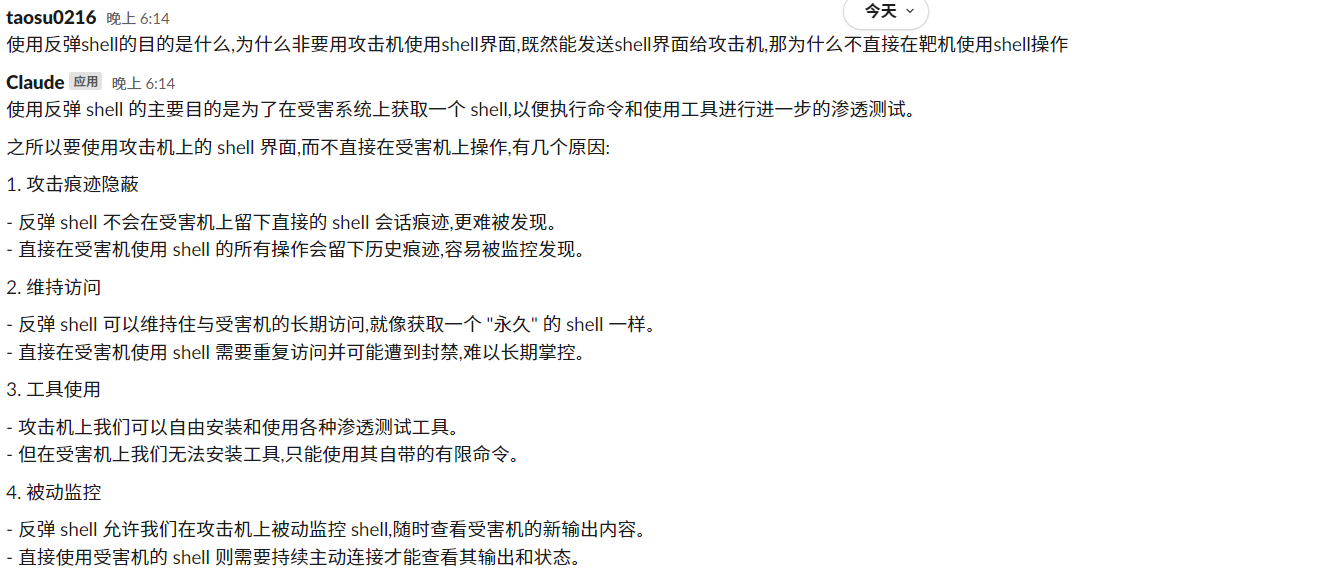 今天
taosu0216 晚上 6:14
使用反弹shell的目的是什么,为什么非要用攻击机使用shell界面,既然能发送shell界面给攻击机,那为什么不直接在靶机使用shell操作
Claude 应用 晚上 6:14
使用反弹 shell 的主要目的是为了在受害系统上获取一个 shell,以便执行命令和使用工具进行进一步的渗透测试。
之所以要使用攻击机上的 shell 界面,而不直接在受害机上操作,有几个原因:
1. 攻击痕迹隐蔽
- 反弹 shell 不会在受害机上留下直接的 shell 会话痕迹,更难被发现。
- 直接在受害机使用 shell 的所有操作会留下历史痕迹,容易被监控发现。
2. 维持访问
- 反弹 shell 可以维持住与受害机的长期访问,就像获取一个 "永久" 的 shell 一样。
- 直接在受害机使用 shell 需要重复访问并可能遭到封禁,难以长期掌控。
3. 工具使用
- 攻击机上我们可以自由安装和使用各种渗透测试工具。
- 但在受害机上我们无法安装工具,只能使用其自带的有限命令。
4. 被动监控
- 反弹 shell 允许我们在攻击机上被动监控 shell,随时查看受害机的新输出内容。
- 直接使用受害机的 shell 则需要持续主动连接才能查看其输出和状态。